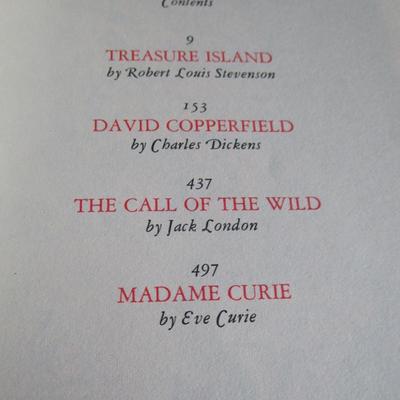 Contents
9
TREASURE ISLAND
by Robert Louis Stevenson
153
DAVID COPPERFIELD
by Charles Dickens
437
THE CALL OF THE WILD
by Jack London
497
MADAME CURIE
by Eve Curie